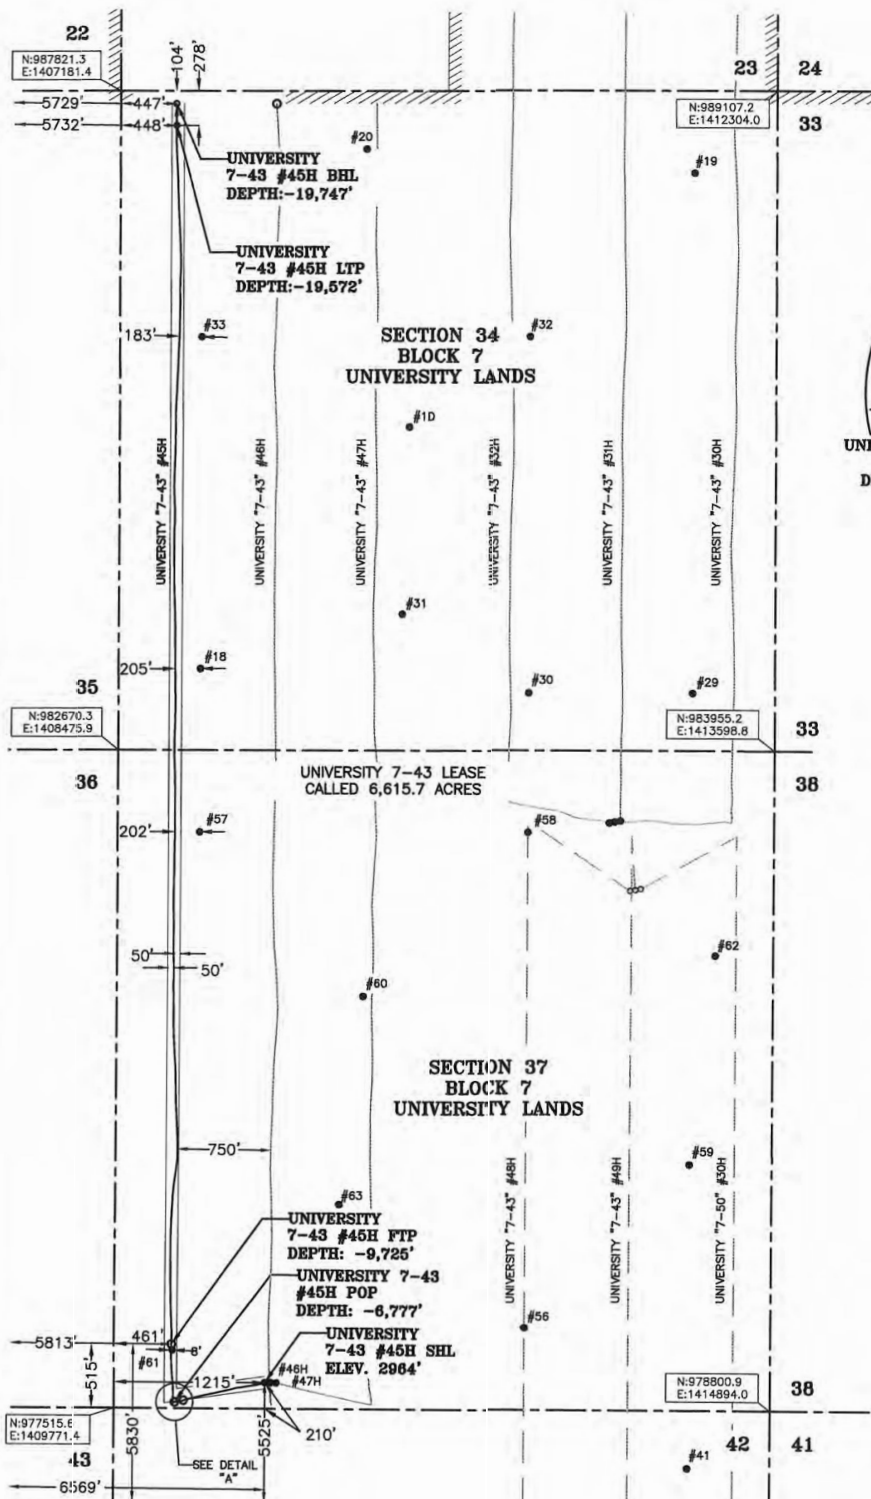 22
N:987821.3
E:1407181.4
104'
278'
23
24
5729'
447'
N:989107.2
E:1412304.0
5732'
448'
33
#20
#19
UNIVERSITY
7-43 #45H BHL
DEPTH:-19,747'
UNIVERSITY
7-43 #45H LTP
DEPTH:-19,572'
183'
#33
#32
SECTION 34
BLOCK 7
UNIVERSITY LANDS
#1D
UNIVERSITY "7-43" #45H
UNIVERSITY "7-43" #46H
UNIVERSITY "7-43" #47H
UNIVERSITY "7-43" #32H
UNIVERSITY "7-43" #31H
UNIVERSITY "7-43" #30H
UNI
D
#31
205'
#18
35
#30
#29
N:982670.3
E:1408475.9
N:983955.2
E:1413598.8
33
36
UNIVERSITY 7-43 LEASE
CALLED 6,615.7 ACRES
38
202'
#57
#58
50'
50'
#62
#60
SECTION 37
BLOCK 7
UNIVERSITY LANDS
750'
#59
UNIVERSITY "7-43" #48H
UNIVERSITY "7-43" #49H
UNIVERSITY "7-50" #30H
#63
UNIVERSITY
7-43 #45H FTP
DEPTH: -9,725'
UNIVERSITY 7-43
#45H POP
DEPTH: -6,777'
#56
5813'
461'
#61
6'
UNIVERSITY
7-43 #45H SHL
ELEV. 2964'
515'
1215'
#46H
#47H
N:978800.9
E:1414894.0
38
N:977515.6
E:1409771.4
5830'
5525'
210'
43
42
41
SEE DETAIL
"A"
#41
6569'